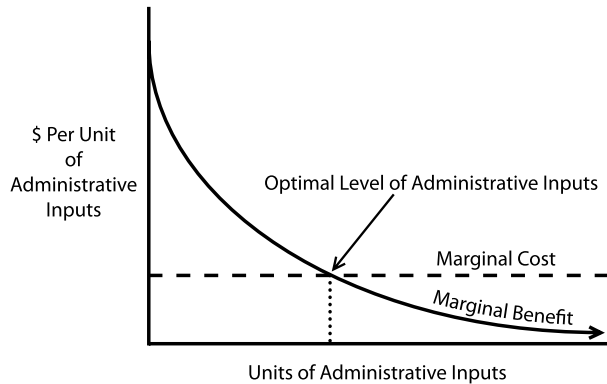 $ Per Unit
of
Administrative
Inputs
Optimal Level of Administrative Inputs
Marginal Cost
Marginal Benefit
Units of Administrative Inputs